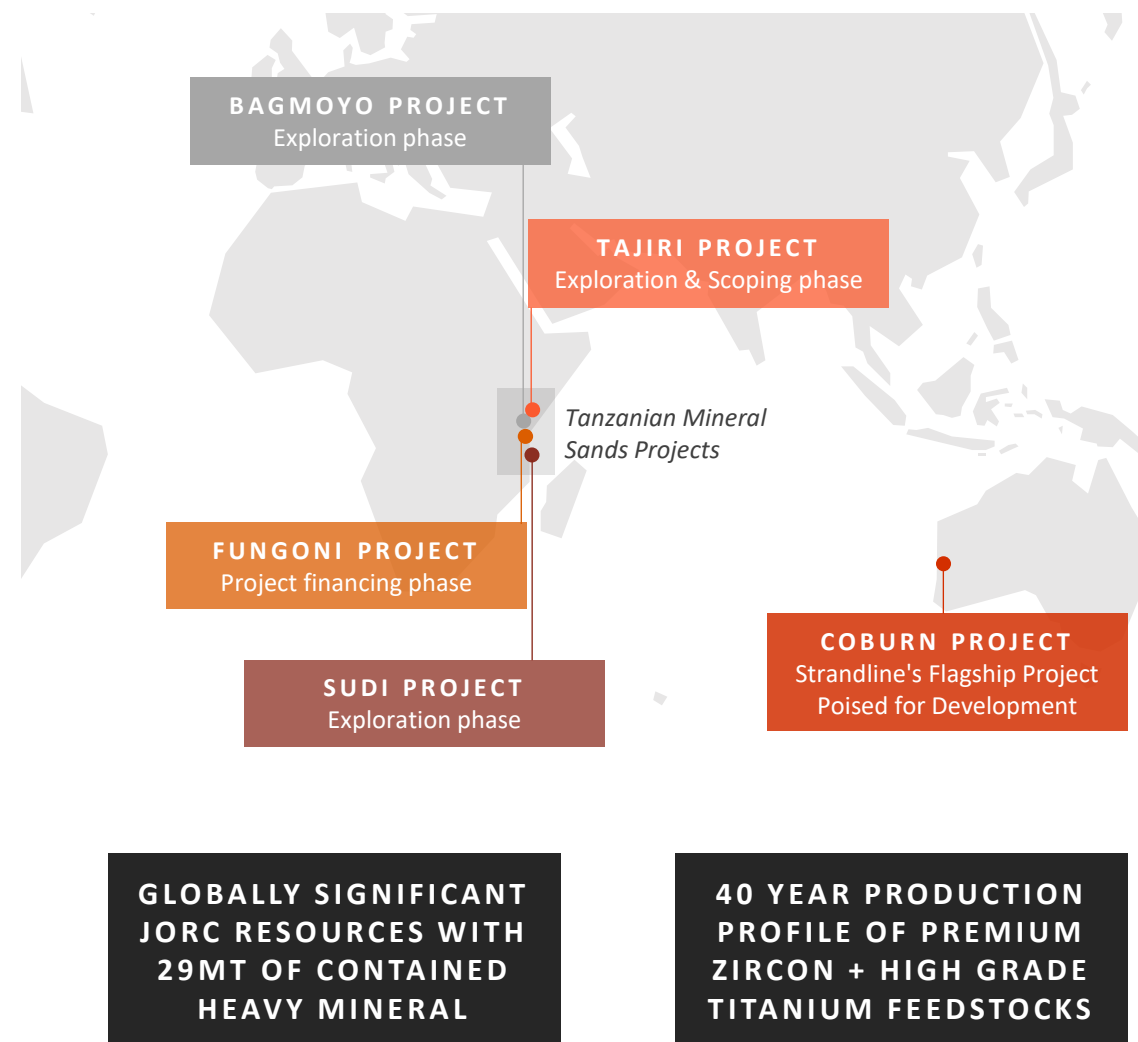 BAGMOYO PROJECT
Exploration phase
TAJIRI PROJECT
Exploration & Scoping phase
Tanzanian Mineral
Sands Projects
FUNGONI PROJECT
Project financing phase
SUDI PROJECT
Exploration phase
COBURN PROJECT
Strandline's Flagship Project
Poised for Development
GLOBALLY SIGNIFICANT
JORC RESOURCES WITH
29MT OF CONTAINED
HEAVY MINERAL
40 YEAR PRODUCTION
PROFILE OF PREMIUM
ZIRCON + HIGH GRADE
TITANIUM FEEDSTOCKS